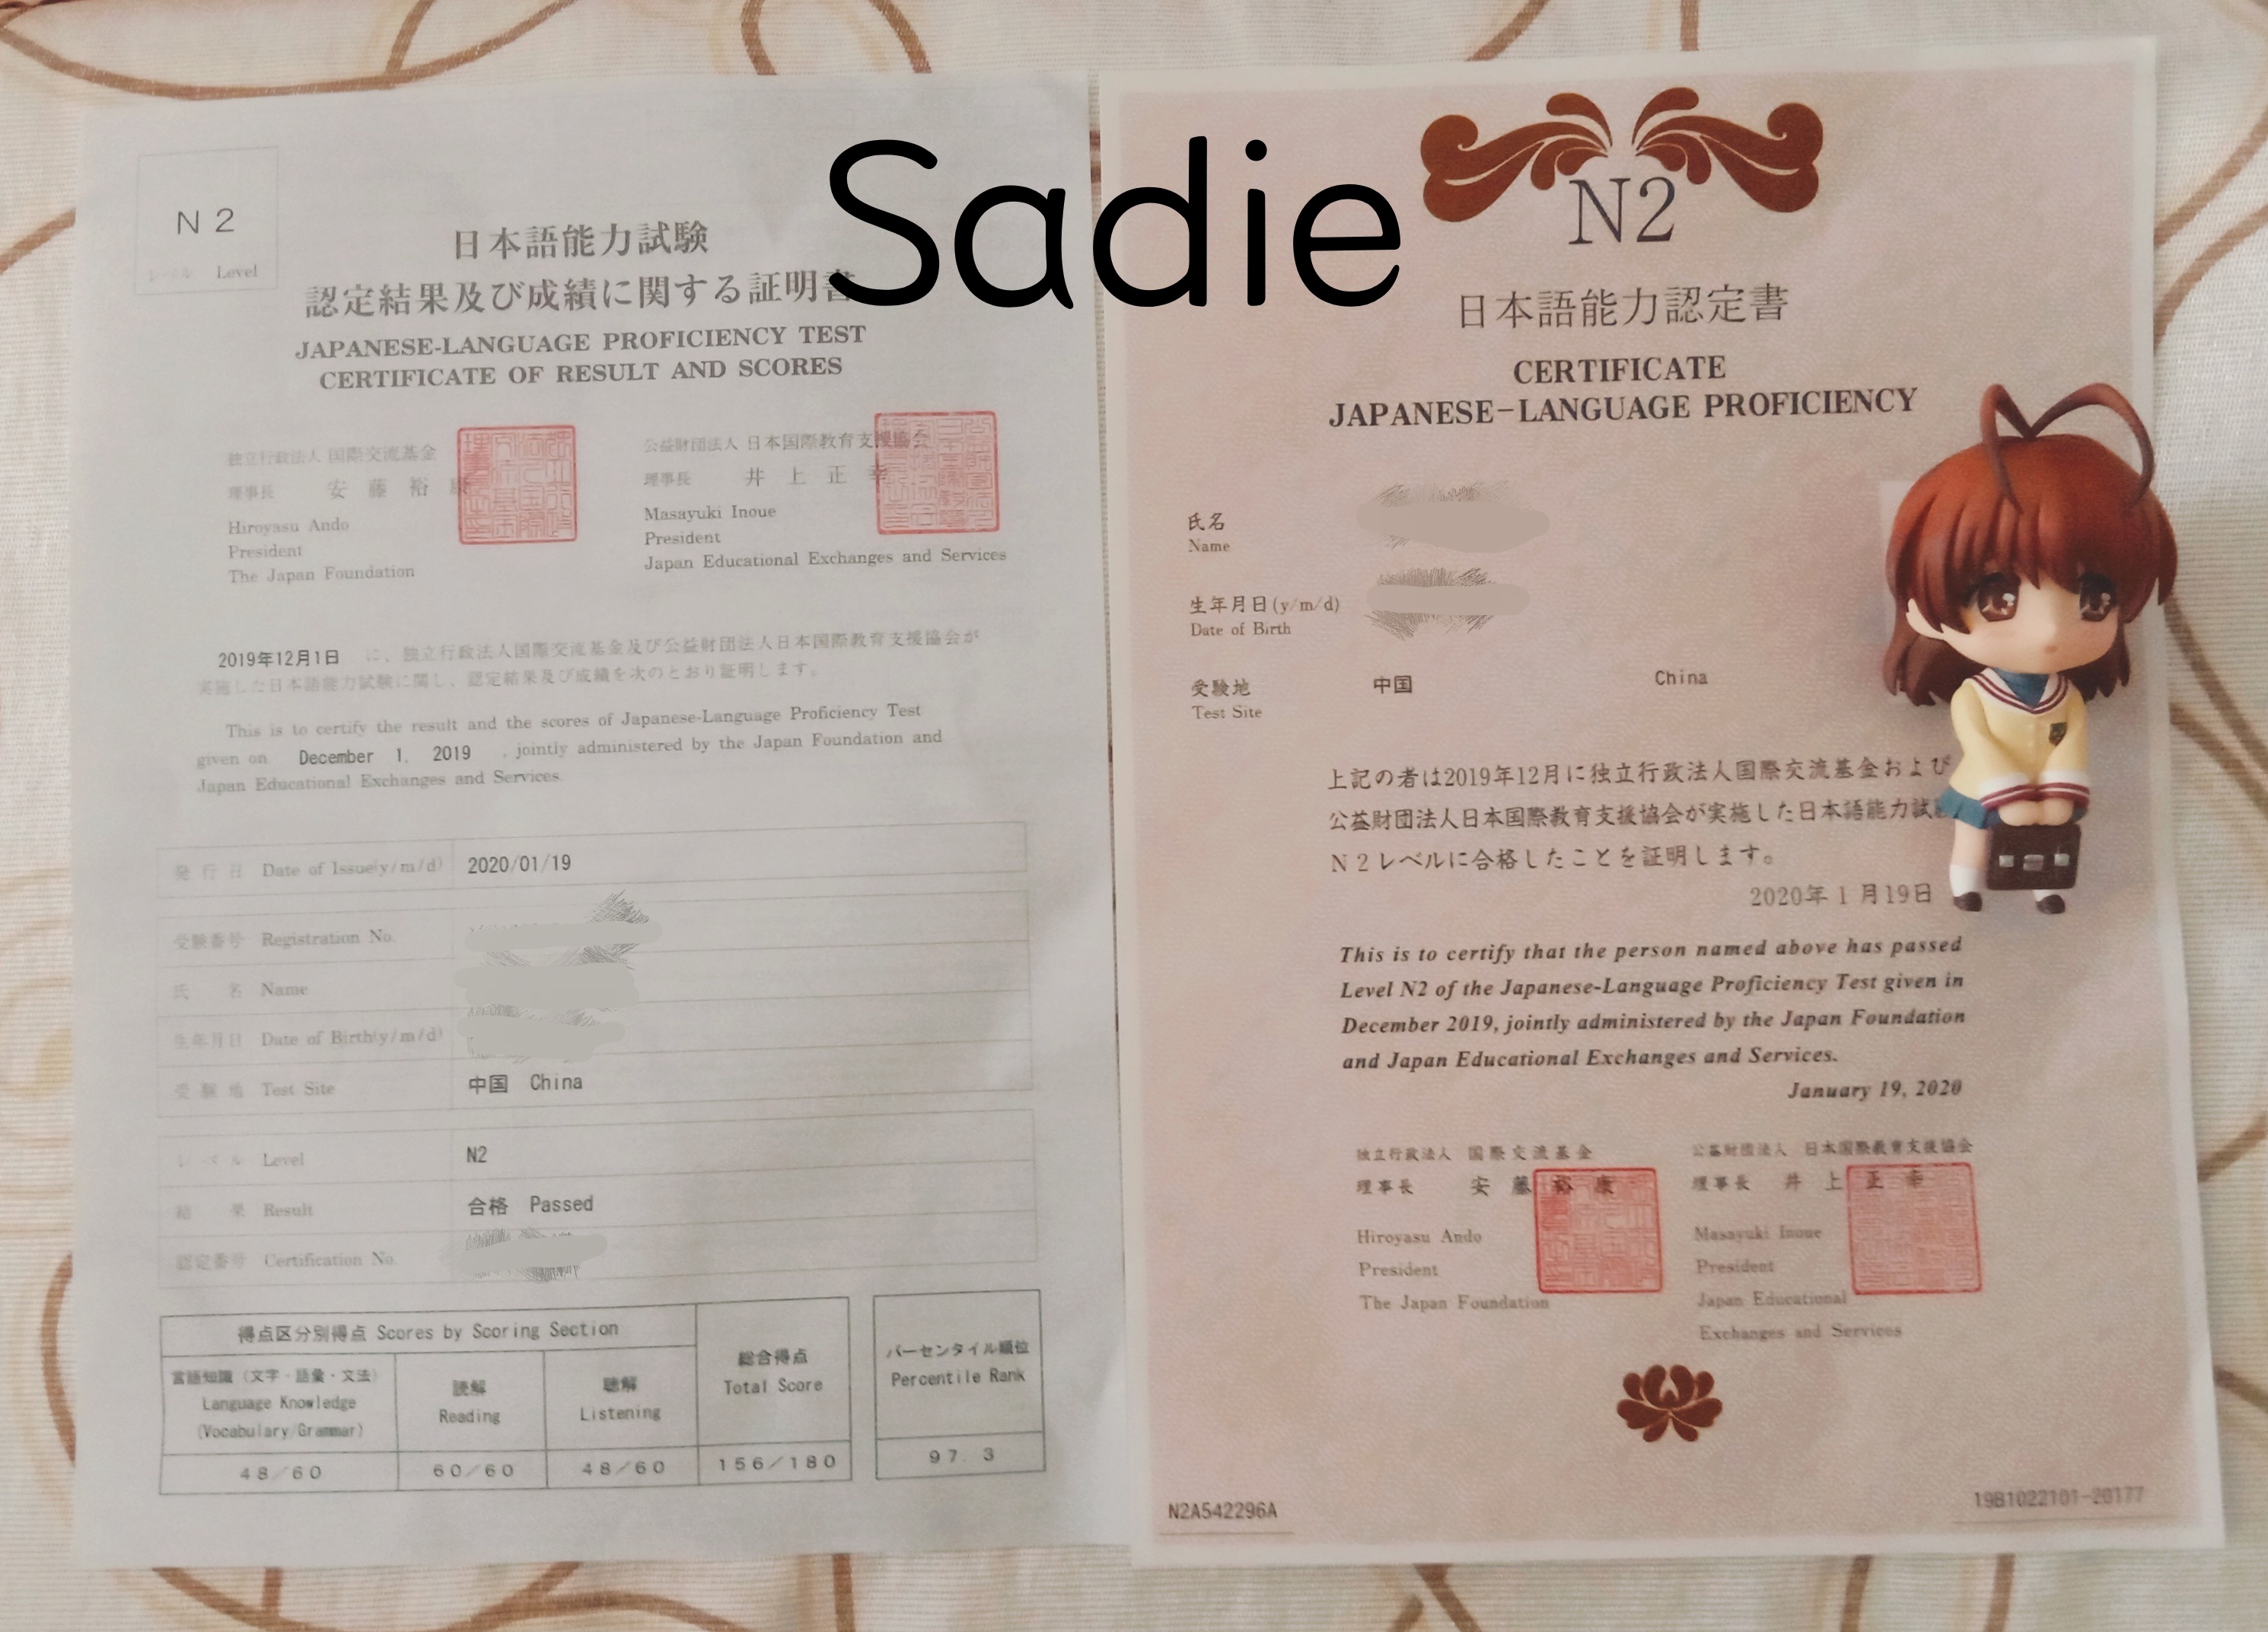 Sadie
N2
レベル Level
日本語能力試験
認定結果及び成績に関する証明書
JAPANESE-LANGUAGE PROFICIENCY TEST
CERTIFICATE OF RESULT AND SCORES
独立行政法人 国際交流基金
理事長 安藤裕康
Hiroyasu Ando
President
The Japan Foundation
公益財団法人 日本国際教育支援協会
理事長 井上正幸
Masayuki Inoue
President
Japan Educational Exchanges and Services
2019年12月1日 に、独立行政法人国際交流基金及び公益財団法人日本国際教育支援協会が
実施した日本語能力試験に関し、認定結果及び成績を次のとおり証明します。
This is to certify the result and the scores of Japanese-Language Proficiency Test
given on December 1, 2019 , jointly administered by the Japan Foundation and
Japan Educational Exchanges and Services.
発行日 Date of Issue(y/m/d) 2020/01/19
受験番号 Registration No.
氏名 Name
生年月日 Date of Birth(y/m/d)
受験地 Test Site 中国 China
レベル Level N2
結果 Result 合格 Passed
認定番号 Certification No.
得点区分別得点 Scores by Scoring Section
言語知識（文字・語彙・文法）
Language Knowledge
(Vocabulary/Grammar)
読解
Reading
聴解
Listening
総合得点
Total Score
パーセンタイル順位
Percentile Rank
48/60 60/60 48/60 156/180 97.3
N2
日本語能力認定書
CERTIFICATE
JAPANESE-LANGUAGE PROFICIENCY
氏名
Name
生年月日(y/m/d)
Date of Birth
受験地 中国 China
Test Site
上記の者は2019年12月に独立行政法人国際交流基金および
公益財団法人日本国際教育支援協会が実施した日本語能力試
N2レベルに合格したことを証明します。
2020年1月19日
This is to certify that the person named above has passed
Level N2 of the Japanese-Language Proficiency Test given in
December 2019, jointly administered by the Japan Foundation
and Japan Educational Exchanges and Services.
January 19, 2020
独立行政法人 国際交流基金
理事長 安藤裕康
Hiroyasu Ando
President
The Japan Foundation
公益財団法人 日本国際教育支援協会
理事長 井上正幸
Masayuki Inoue
President
Japan Educational
Exchanges and Services
N2A542296A
19B1022101-20177